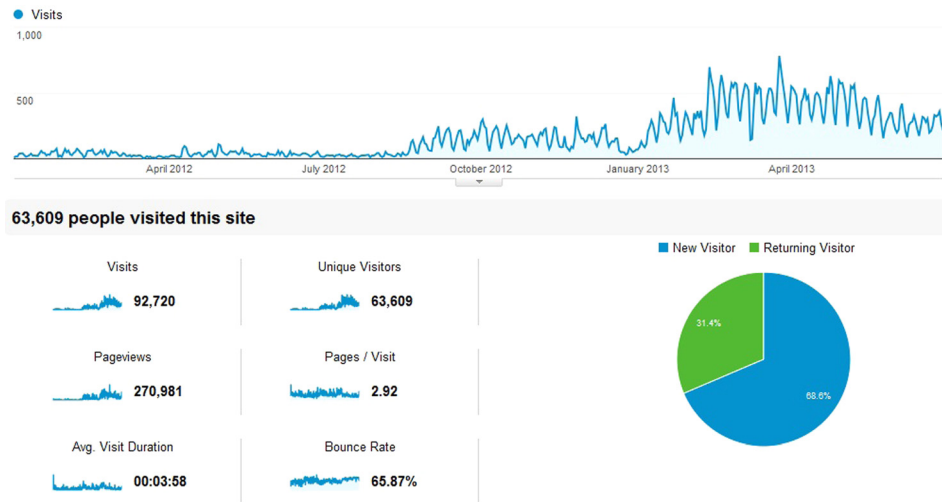 Visits
1,000
500
April 2012 July 2012 October 2012 January 2013 April 2013
63,609 people visited this site
New Visitor Returning Visitor
Visits Unique Visitors
92,720 63,609
31.4%
Pageviews Pages / Visit
270,981 2.92
68.6%
Avg. Visit Duration Bounce Rate
00:03:58 65.87%